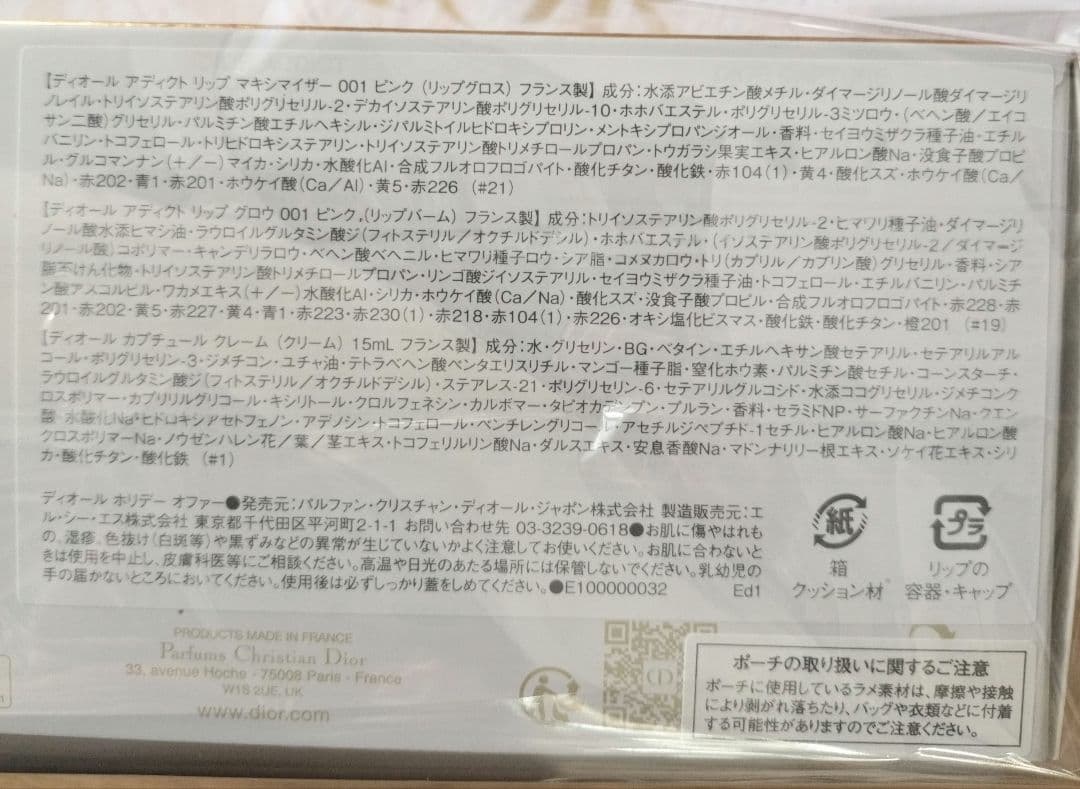 【ディオール アディクト リップ マキシマイザー 001 ピンク (リップグロス) フランス製】 成分：水添アビエチン酸メチル・ダイマージリノール酸ダイマージリ
ノレイル・トリイソステアリン酸ポリグリセリル-2・デカイソステアリン酸ポリグリセリル-10・ホホバエステル・ポリグリセリル-3ミツロウ・(ベヘン酸／エイコ
サン二酸)グリセリル・パルミチン酸エチルヘキシル・ジパルミトイルヒドロキシプロリン・メントキシプロパンジオール・香料・セイヨウミザクラ種子油・エチル
バニリン・トコフェロール・トリヒドロキシステアリン・トリイソステアリン酸トリメチロールプロパン・トウガラシ果実エキス・ヒアルロン酸Na・没食子酸プロピ
ル・グルコマンナン(＋／－)マイカ・シリカ・水酸化Al・合成フルオロフロゴパイト・酸化チタン・酸化鉄・赤104(1)・黄4・酸化スズ・ホウケイ酸(Ca／
Na)・赤202・青1・赤201・ホウケイ酸(Ca／Al)・黄5・赤226 (#21)
【ディオール アディクト リップ グロウ 001 ピンク (リップバーム) フランス製】 成分：トリイソステアリン酸ポリグリセリル-2・ヒマワリ種子油・ダイマージリ
ノール酸水添ヒマシ油・ラウロイルグルタミン酸ジ(フィトステリル／オクチルドデシル)・ホホバエステル・(イソステアリン酸ポリグリセリル-2／ダイマージ
リノール酸)コポリマー・キャンデリラロウ・ベヘン酸ベヘニル・ヒマワリ種子ロウ・シア脂・コメヌカロウ・トリ(カプリル／カプリン酸)グリセリル・香料・シア
脂不けん化物・トリイソステアリン酸トリメチロールプロパン・リンゴ酸ジイソステアリル・セイヨウミザクラ種子油・トコフェロール・エチルバニリン・パルミチ
ン酸アスコルビル・ワカメエキス(＋／－)水酸化Al・シリカ・ホウケイ酸(Ca／Na)・酸化スズ・没食子酸プロピル・合成フルオロフロゴパイト・赤228・赤
201・赤202・黄5・赤227・黄4・青1・赤223・赤230(1)・赤218・赤104(1)・赤226・オキシ塩化ビスマス・酸化鉄・酸化チタン・橙201 (#19)
【ディオール カプチュール クレーム (クリーム) 15mL フランス製】 成分：水・グリセリン・BG・ベタイン・エチルヘキサン酸セテアリル・セテアリルアル
コール・ポリグリセリン-3・ジメチコン・ユチャ油・テトラベヘン酸ペンタエリスリチル・マンゴー種子脂・窒化ホウ素・パルミチン酸セチル・コーンスターチ・
ラウロイルグルタミン酸ジ(フィトステリル／オクチルドデシル)・ステアレス-21・ポリグリセリン-6・セテアリルグルコシド・水添ココグリセリル・ジメチコンク
ロスポリマー・カプリルグリコール・キシリトール・クロルフェネシン・カルボマー・タピオカデンプン・プルラン・香料・セラミドNP・サーファクチンNa・クエン
酸・水酸化Na・ヒドロキシアセトフェノン・アデノシン・トコフェロール・ペンチレングリコール・アセチルジペプチド-1セチル・ヒアルロン酸Na・ヒアルロン酸
クロスポリマーNa・ノウゼンハレン花／葉／茎エキス・トコフェリルリン酸Na・ダルスエキス・安息香酸Na・マドンナリリー根エキス・ソケイ花エキス・シリ
カ・酸化チタン・酸化鉄 (#1)
ディオール ホリデー オファー●発売元：パルファン・クリスチャン・ディオール・ジャポン株式会社 製造販売元：エ
ル・シー・エス株式会社 東京都千代田区平河町2-1-1 お問い合わせ先 03-3239-0618●お肌に傷やはれも
の、湿疹、色抜け(白斑等)や黒ずみなどの異常が生じていないかよく注意してお使いください。お肌に合わないと
きは使用を中止し、皮膚科医等にご相談ください。高温や日光のあたる場所には保管しないでください。乳幼児の
手の届かないところにおいてください。使用後は必ずしっかり蓋をしめてください。●E100000032 Ed1
紙
箱
クッション材
プラ
リップの
容器・キャップ
PRODUCTS MADE IN FRANCE
Parfums Christian Dior
33, avenue Hoche - 75008 Paris - France
W1S 2UE, UK
www.dior.com
ポーチの取り扱いに関するご注意
ポーチに使用しているラメ素材は、摩擦や接触
により剥がれ落ちたり、バッグや衣類などに付着
する可能性がありますのでご注意ください。